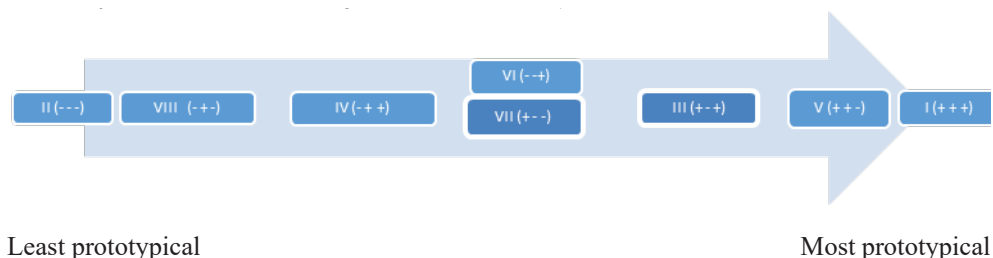 VI (- - +)
II (- - -) VIII (- + -) IV (- + +) VII (+ - -) III (+ - +) V (+ + -) I (+ + +)
Least prototypical Most prototypical